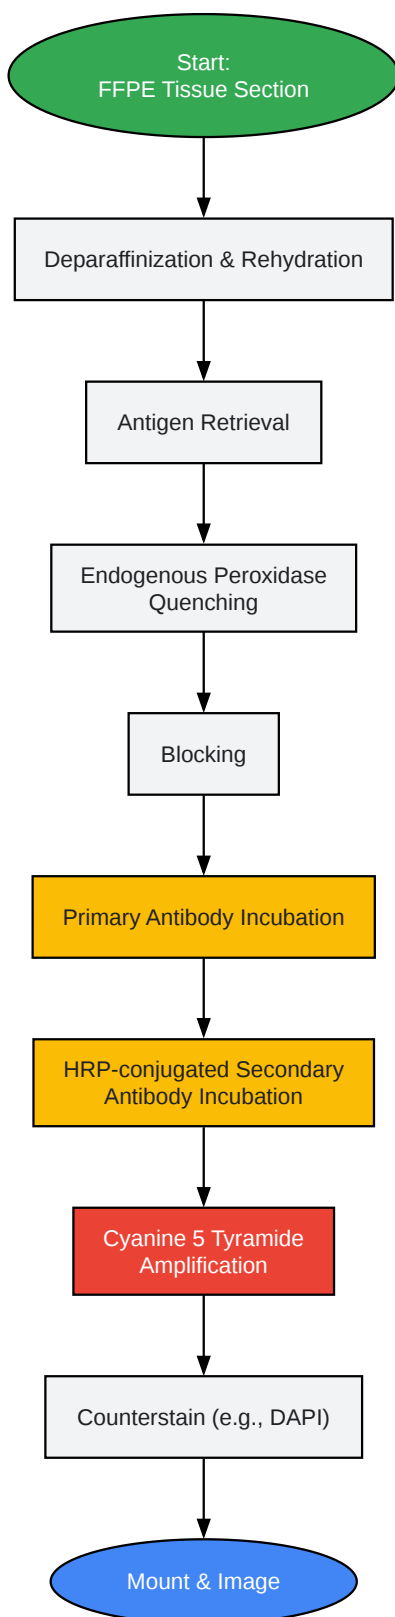 Start:
FFPE Tissue Section
Deparaffinization & Rehydration
Antigen Retrieval
Endogenous Peroxidase
Quenching
Blocking
Primary Antibody Incubation
HRP-conjugated Secondary
Antibody Incubation
Cyanine 5 Tyramide
Amplification
Counterstain (e.g., DAPI)
Mount & Image